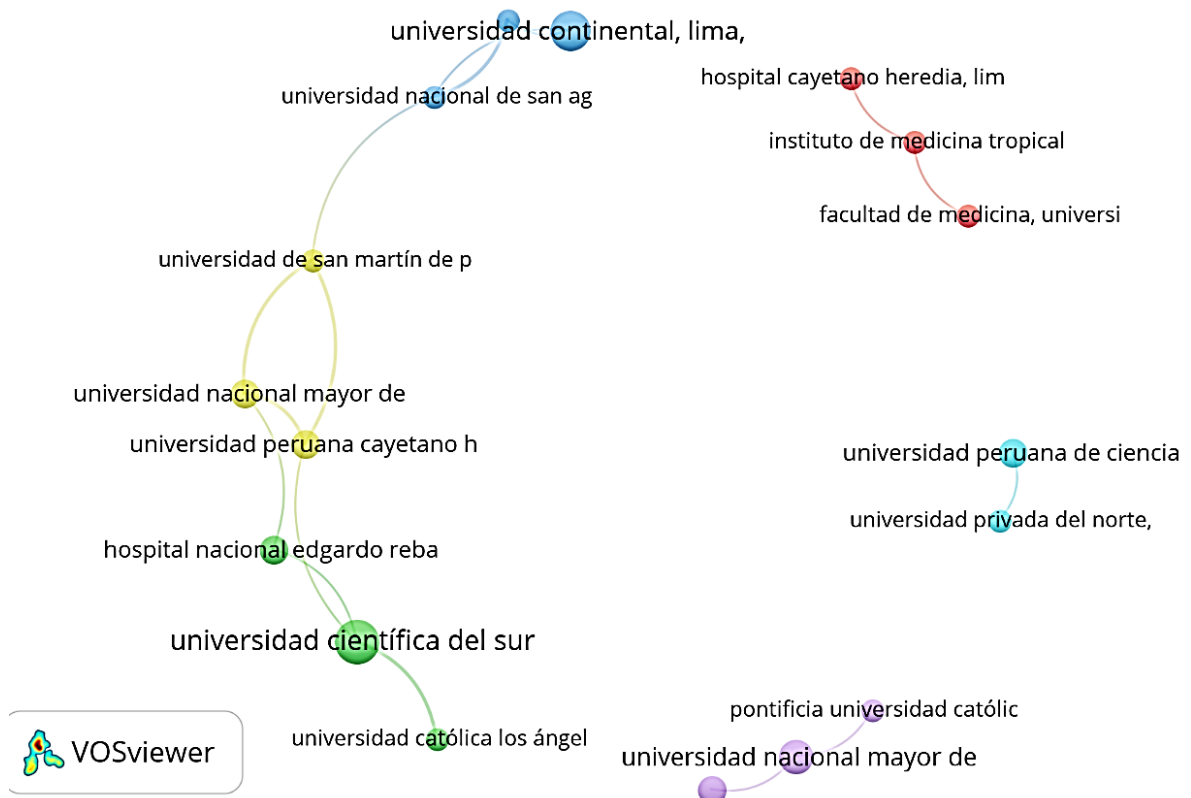 universidad continental, lima,
hospital cayetano heredia, lim
universidad nacional de san ag
instituto de medicina tropical
facultad de medicina, universi
universidad de san martín de p
universidad nacional mayor de
universidad peruana cayetano h
universidad peruana de ciencia
universidad privada del norte,
hospital nacional edgardo reba
universidad científica del sur
pontificia universidad católic
universidad católica los ángel
universidad nacional mayor de
VOSviewer